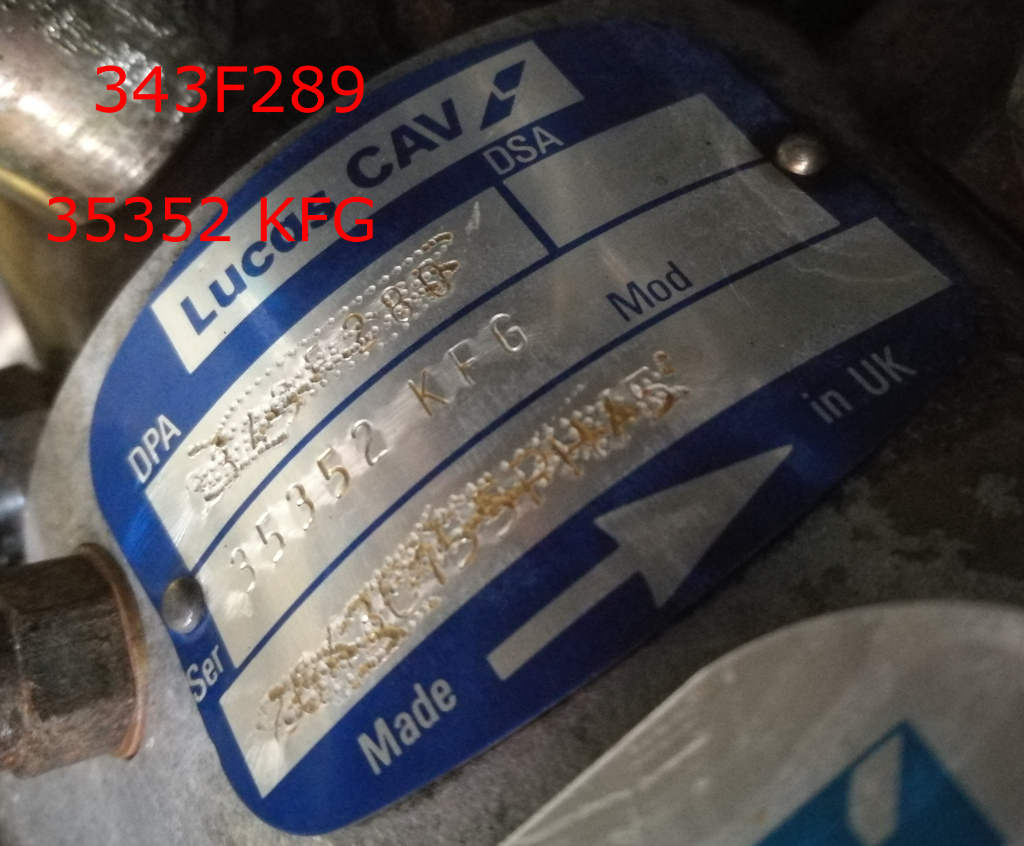 343F289
Lucas CAV
35352 KFG
DSA
DPA
35352 KFG
Mod
Ser
Made in UK